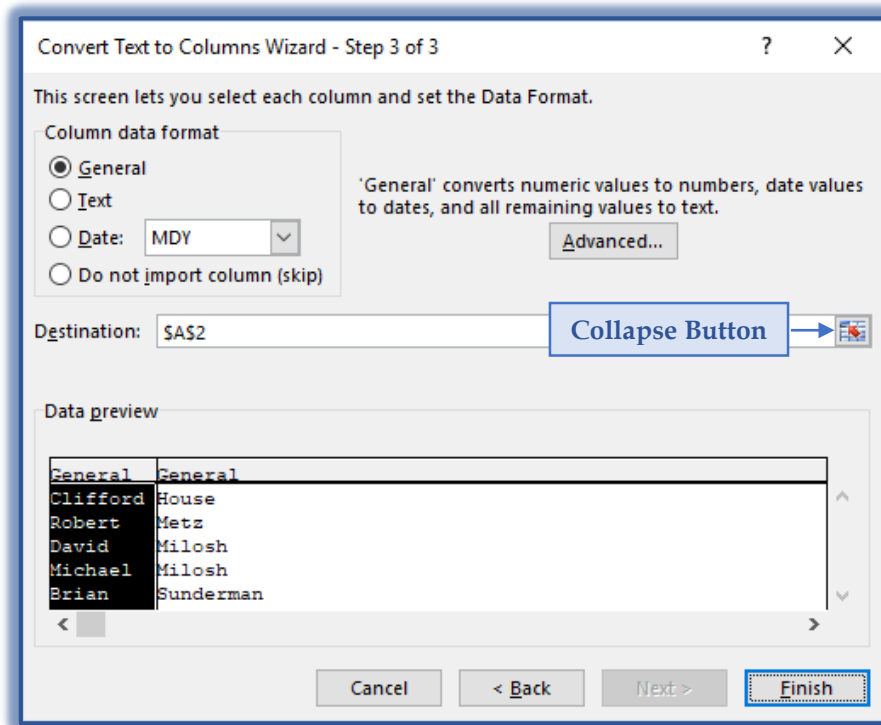 Convert Text to Columns Wizard - Step 3 of 3 ?
This screen lets you select each column and set the Data Format.
Column data format
General
Text
Date: MDY
Do not import column (skip)
'General' converts numeric values to numbers, date values
to dates, and all remaining values to text.
Advanced...
Destination: $A$2
Collapse Button
Data preview
General General
Clifford House
Robert Metz
David Milosh
Michael Milosh
Brian Sunderman
Cancel < Back Next > Finish